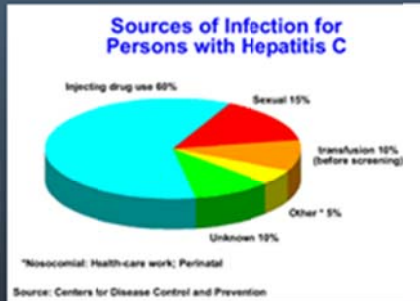 Sources of Infection for
Persons with Hepatitis C
Injecting drug use 60%
Sexual 15%
transfusion 10%
(before screening)
Other * 5%
Unknown 10%
*Nosocomial: Health-care work; Perinatal
Source: Centers for Disease Control and Prevention